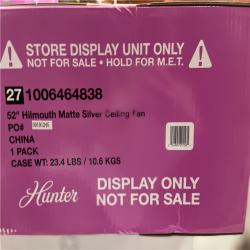 STORE DISPLAY UNIT ONLY
NOT FOR SALE • HOLD FOR M.E.T.
27 1006464838
52" Hilmouth Matte Silver Ceiling Fan
PO#
CHINA
1 PACK
CASE WT: 23.4 LBS / 10.6 KGS
Hunter
DISPLAY ONLY
NOT FOR SALE